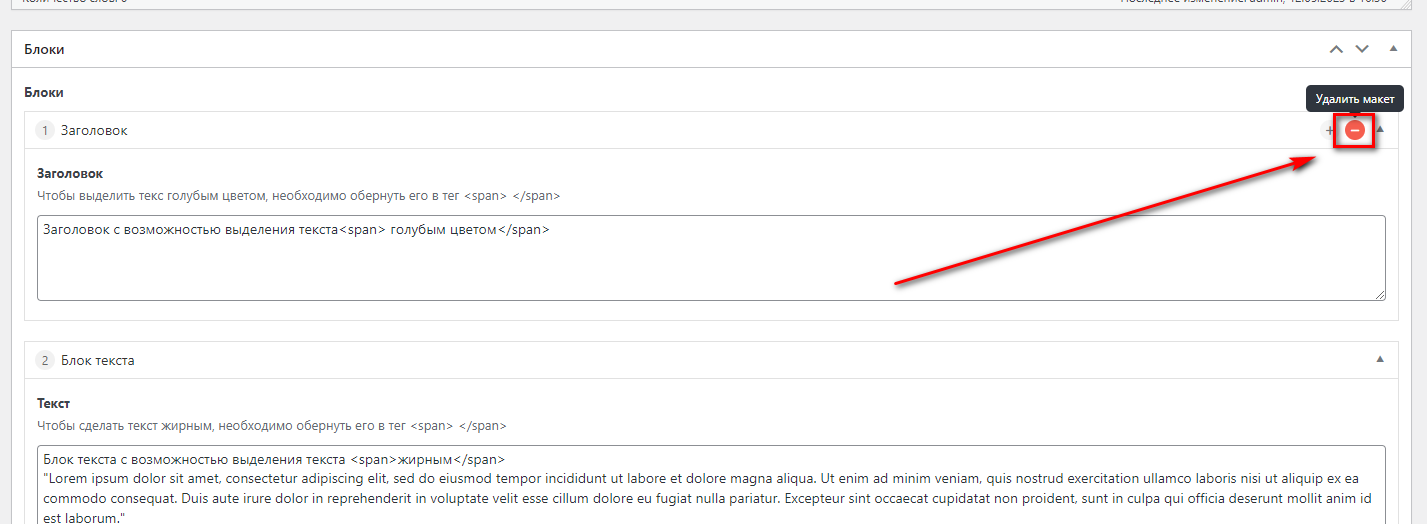 Блоки
Блоки
Удалить макет
1 Заголовок
Заголовок
Чтобы выделить текс голубым цветом, необходимо обернуть его в тег <span> </span>
Заголовок с возможностью выделения текста<span> голубым цветом</span>
2 Блок текста
Текст
Чтобы сделать текст жирным, необходимо обернуть его в тег <span> </span>
Блок текста с возможностью выделения текста <span>жирным</span>
"Lorem ipsum dolor sit amet, consectetur adipiscing elit, sed do eiusmod tempor incididunt ut labore et dolore magna aliqua. Ut enim ad minim veniam, quis nostrud exercitation ullamco laboris nisi ut aliquip ex ea
commodo consequat. Duis aute irure dolor in reprehenderit in voluptate velit esse cillum dolore eu fugiat nulla pariatur. Excepteur sint occaecat cupidatat non proident, sunt in culpa qui officia deserunt mollit anim id
est laborum."